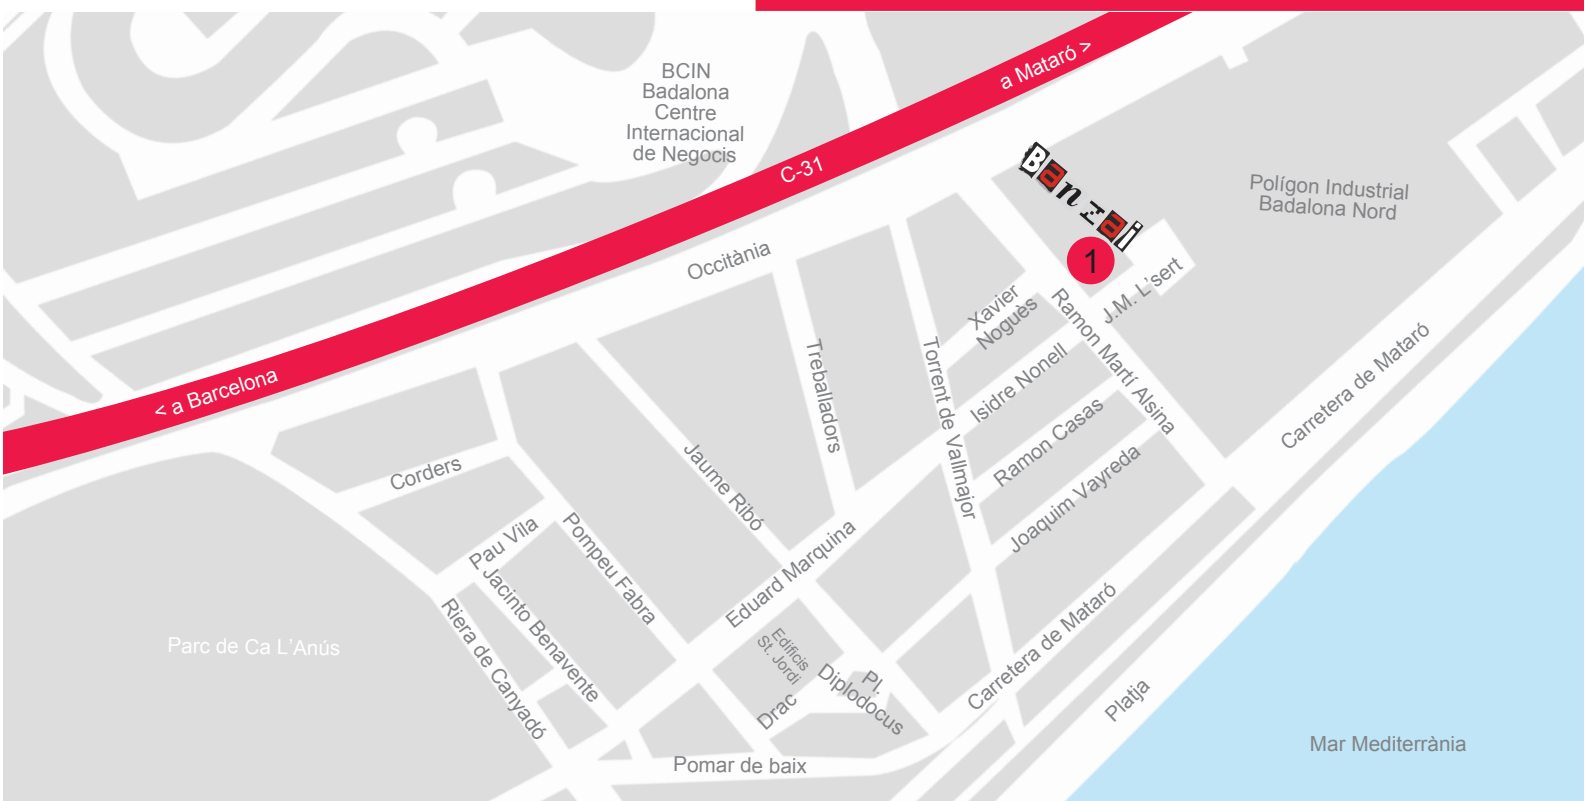 a Mataró >
BCIN
Badalona
Centre
Internacional
de Negocis
C-31
Banzai
Polígon Industrial
Badalona Nord
1
Occitània
J.M. L'sert
Xavier
Noguès
Ramon Martí Alsina
Treballadors
Torrent de Vallmajor
Isidre Nonell
Carretera de Mataró
< a Barcelona
Ramon Casas
Corders
Jaume Ribó
Joaquim Vayreda
Pau Vila
Pompeu Fabra
Eduard Marquina
P. Jacinto Benavente
Riera de Canyadó
Edificis
St. Jordi
Parc de Ca L'Anús
Pl.
Diplodocus
Drac
Carretera de Mataró
Platja
Mar Mediterrània
Pomar de baix